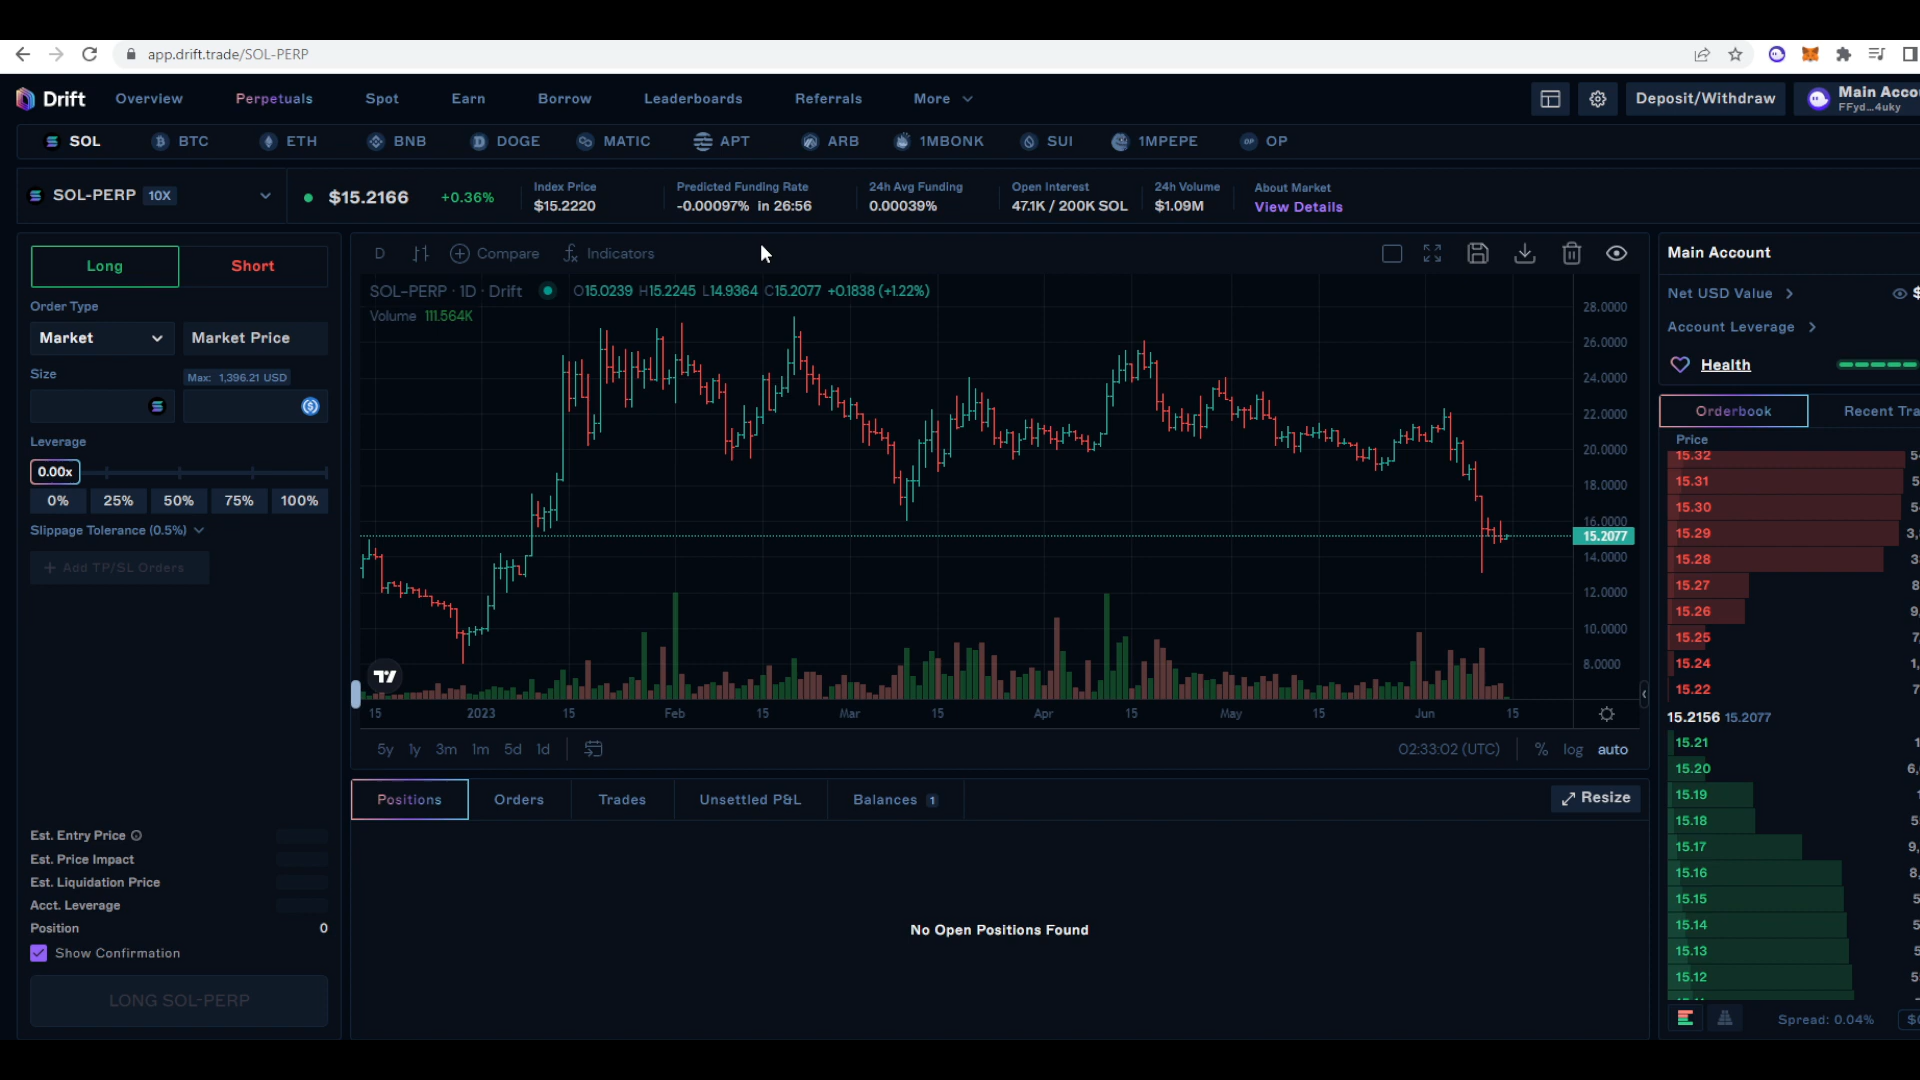 app.drift.trade/SOL-PERP
Drift Overview Perpetuals Spot Earn Borrow Leaderboards Referrals More Deposit/Withdraw Main Accou
FFyd...4uky
SOL BTC ETH BNB DOGE MATIC APT ARB 1MBONK SUI 1MPEPE OP
SOL-PERP 10X $15.2166 +0.36%
Index Price
$15.2220
Predicted Funding Rate
-0.00097% in 26:56
24h Avg Funding
0.00039%
Open Interest
47.1K / 200K SOL
24h Volume
$1.09M
About Market
View Details
Long Short
Order Type
Market Market Price
Size Max: 1,396.21 USD
Leverage
0.00x
0% 25% 50% 75% 100%
Slippage Tolerance (0.5%)
+ Add TP/SL Orders
Est. Entry Price
Est. Price Impact
Est. Liquidation Price
Acct. Leverage
Position 0
Show Confirmation
LONG SOL-PERP
D Compare Indicators
SOL-PERP · 1D · Drift O15.0239 H15.2245 L14.9364 C15.2077 +0.1838 (+1.22%)
Volume 111.564K
28.0000
26.0000
24.0000
22.0000
20.0000
18.0000
16.0000
15.2077
14.0000
12.0000
10.0000
8.0000
15 2023 15 Feb 15 Mar 15 Apr 15 May 15 Jun 15
5y 1y 3m 1m 5d 1d 02:33:02 (UTC) % log auto
Positions Orders Trades Unsettled P&L Balances 1 Resize
No Open Positions Found
Main Account
Net USD Value $
Account Leverage
Health
Orderbook Recent Tra
Price
15.32
15.31
15.30
15.29
15.28
15.27
15.26
15.25
15.24
15.22
15.2156 15.2077
15.21
15.20
15.19
15.18
15.17
15.16
15.15
15.14
15.13
15.12
Spread: 0.04%